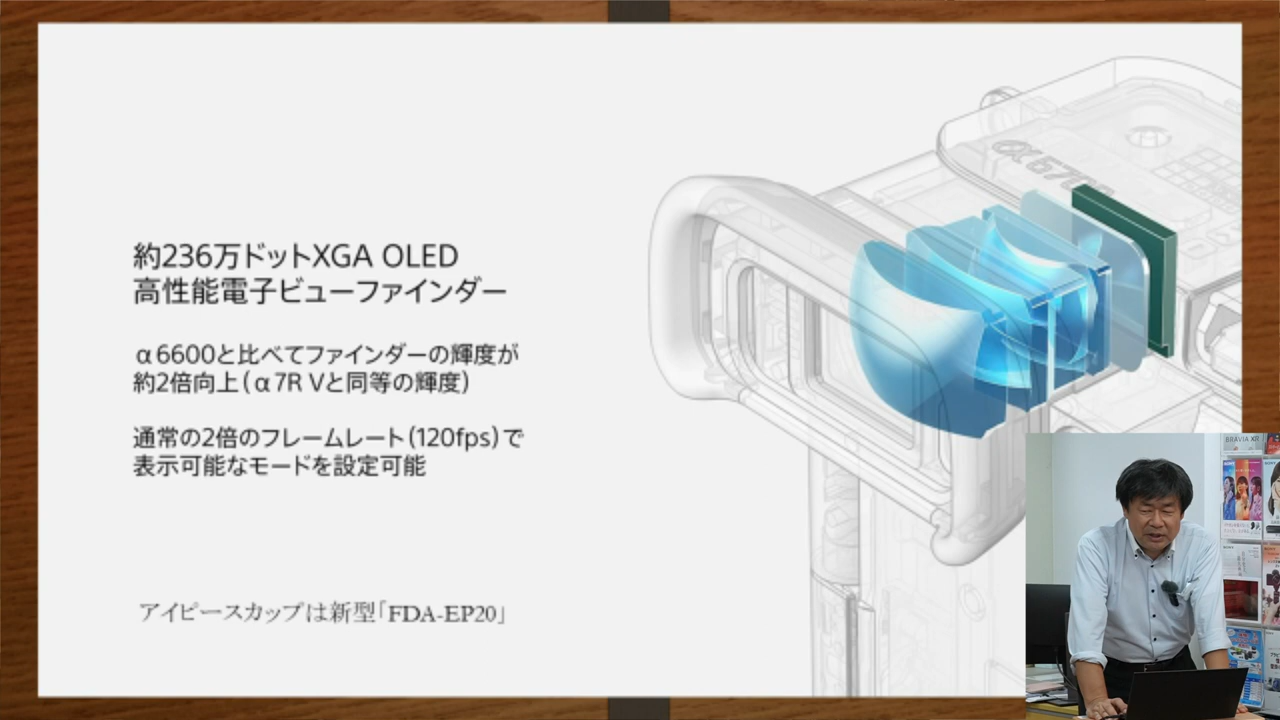 約236万ドットXGA OLED
高性能電子ビューファインダー
α6600と比べてファインダーの輝度が
約2倍向上(α7R Vと同等の輝度)
通常の2倍のフレームレート(120fps)で
表示可能なモードを設定可能
アイピースカップは新型「FDA-EP20」
BRAVIA XR